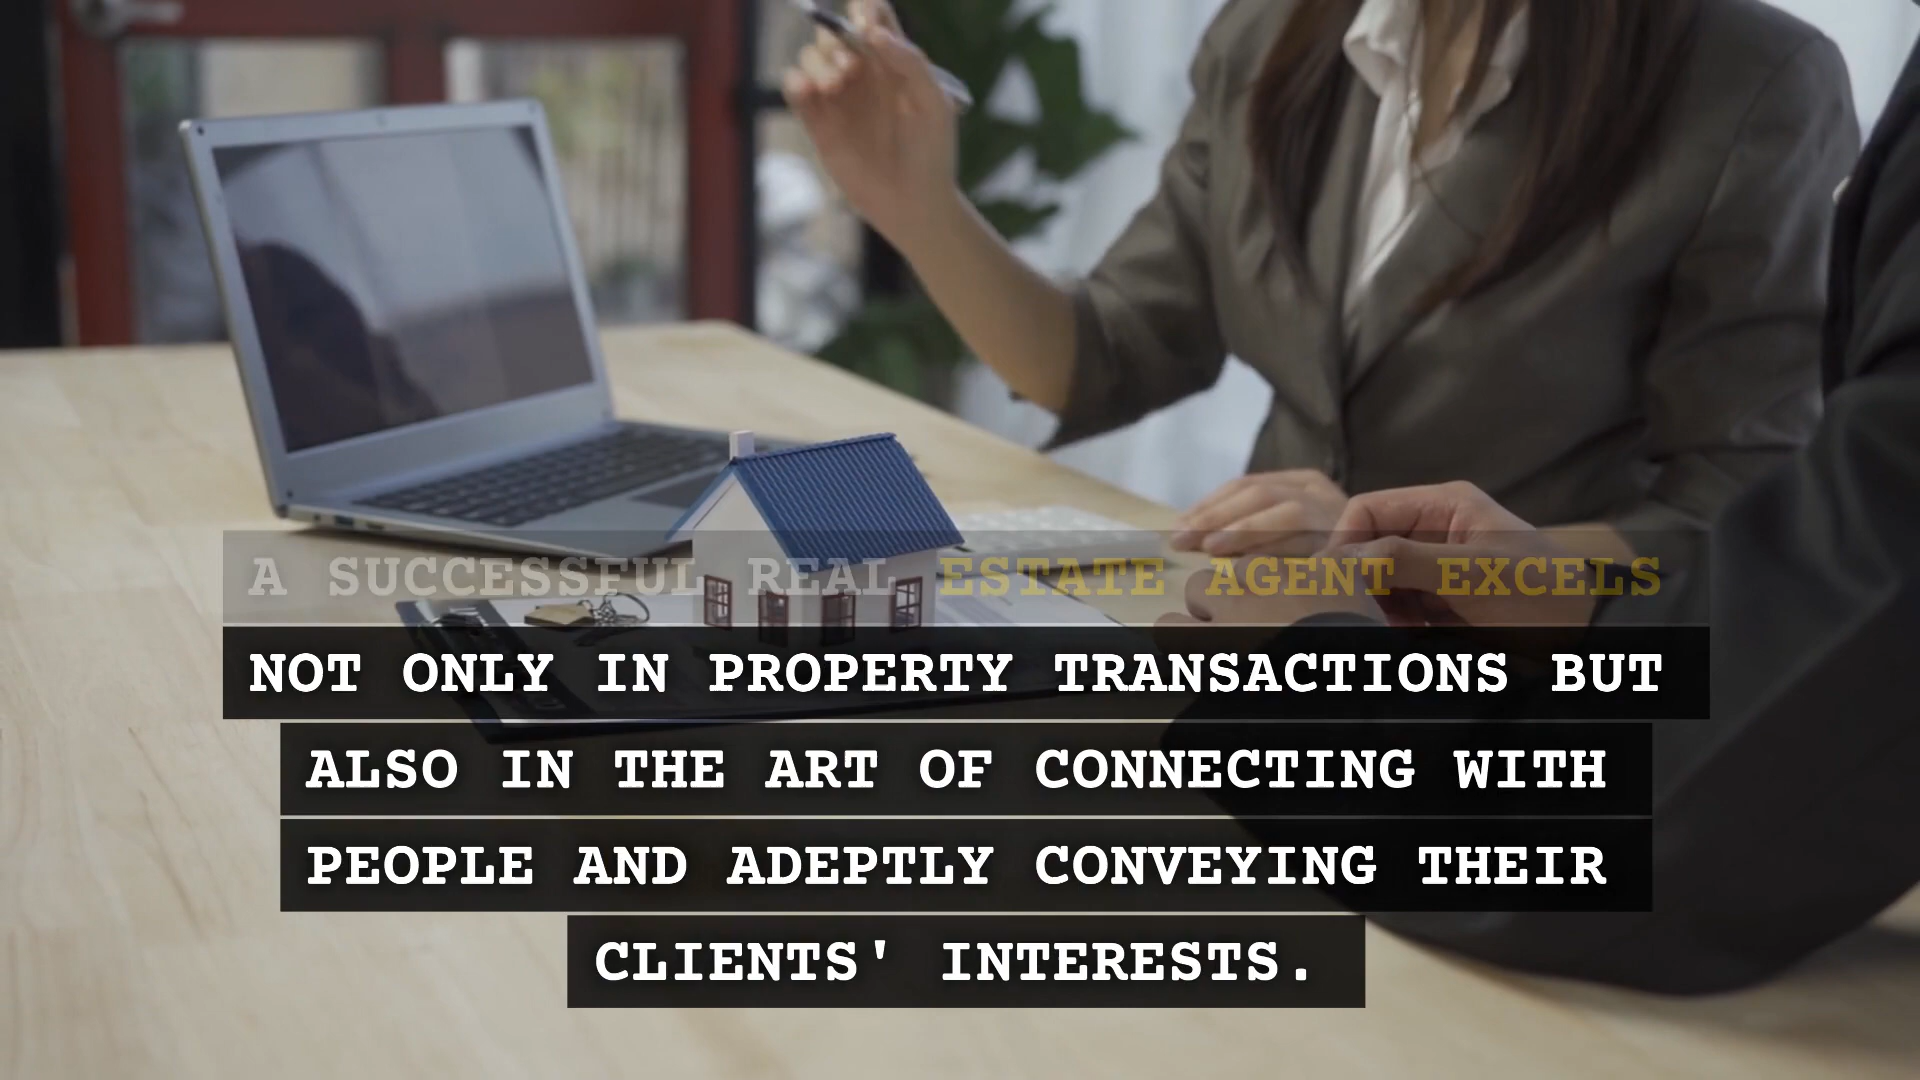 A SUCCESSFUL REAL ESTATE AGENT EXCELS
NOT ONLY IN PROPERTY TRANSACTIONS BUT
ALSO IN THE ART OF CONNECTING WITH
PEOPLE AND ADEPTLY CONVEYING THEIR
CLIENTS' INTERESTS.